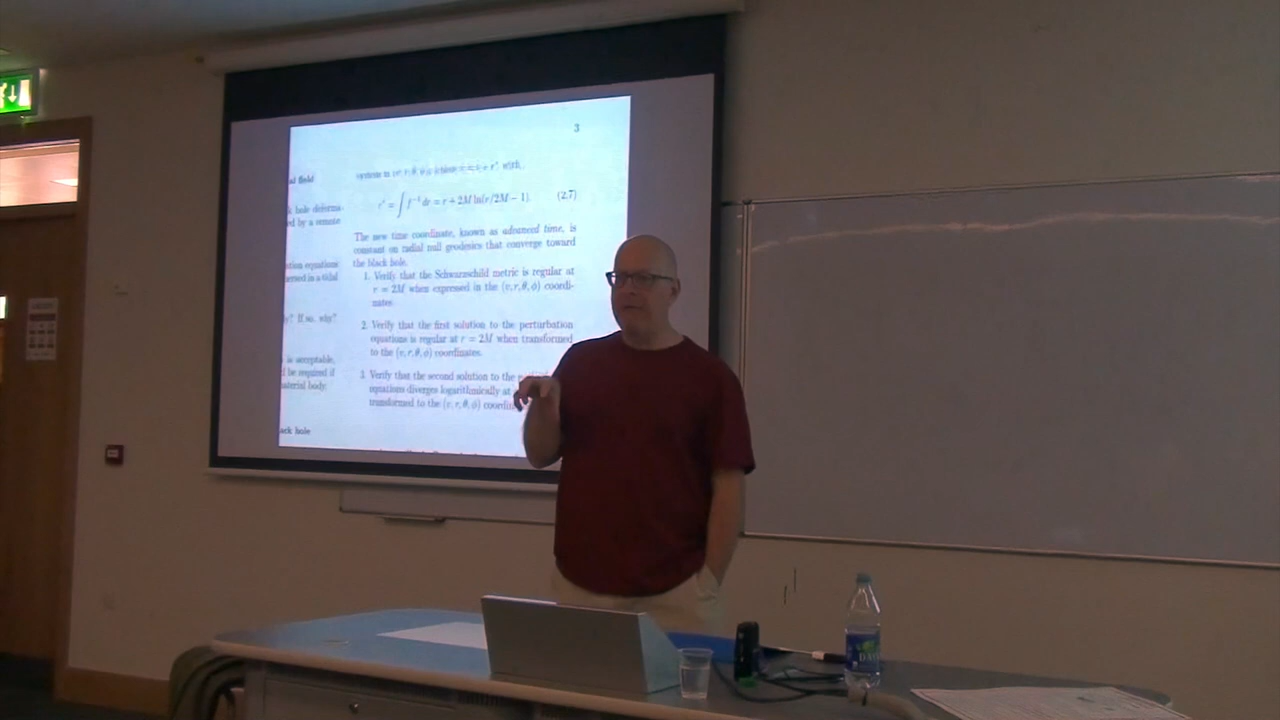 3
al field
k hole deforma-
ed by a remote
ation equations
ersed in a tidal
y? If so, why?
is acceptable,
d be required if
aterial body.
ack hole
system to (v, r, θ, φ), where v = t + r* with
r* = ∫ f⁻¹ dr = r + 2M ln(r/2M − 1). (2.7)
The new time coordinate, known as advanced time, is
constant on radial null geodesics that converge toward
the black hole.
1. Verify that the Schwarzschild metric is regular at
r = 2M when expressed in the (v, r, θ, φ) coordi-
nates.
2. Verify that the first solution to the perturbation
equations is regular at r = 2M when transformed
to the (v, r, θ, φ) coordinates.
3. Verify that the second solution to the
equations diverges logarithmically at
transformed to the (v, r, θ, φ)